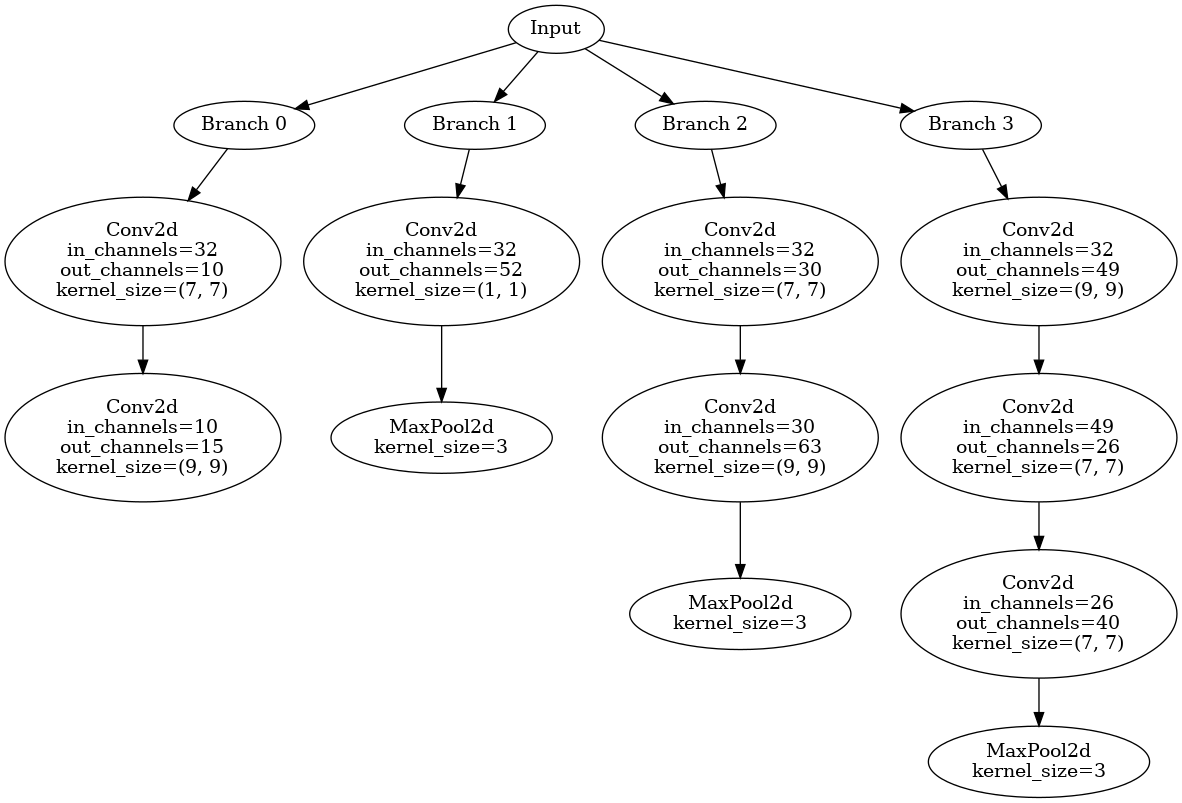 Input
Branch 0
Branch 1
Branch 2
Branch 3
Conv2d
in_channels=32
out_channels=10
kernel_size=(7, 7)
Conv2d
in_channels=32
out_channels=52
kernel_size=(1, 1)
Conv2d
in_channels=32
out_channels=30
kernel_size=(7, 7)
Conv2d
in_channels=32
out_channels=49
kernel_size=(9, 9)
Conv2d
in_channels=10
out_channels=15
kernel_size=(9, 9)
MaxPool2d
kernel_size=3
Conv2d
in_channels=30
out_channels=63
kernel_size=(9, 9)
Conv2d
in_channels=49
out_channels=26
kernel_size=(7, 7)
MaxPool2d
kernel_size=3
Conv2d
in_channels=26
out_channels=40
kernel_size=(7, 7)
MaxPool2d
kernel_size=3